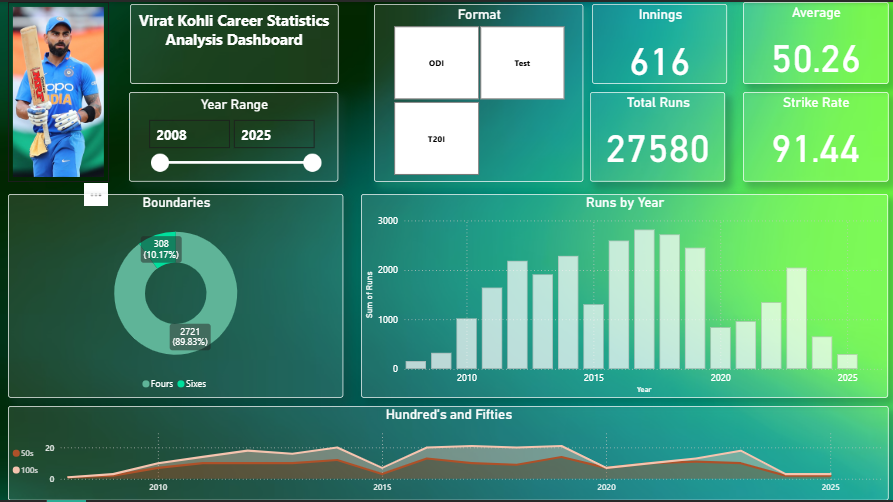 Virat Kohli Career Statistics
Analysis Dashboard
Format
ODI
Test
T20I
Innings
616
Average
50.26
Year Range
2008
2025
Total Runs
27580
Strike Rate
91.44
oppo
INDIA
Boundaries
308
(10.17%)
2721
(89.83%)
Fours
Sixes
Runs by Year
Sum of Runs
3000
2000
1000
0
2010
2015
2020
2025
Year
Hundred's and Fifties
50s
100s
20
0
2010
2015
2020
2025